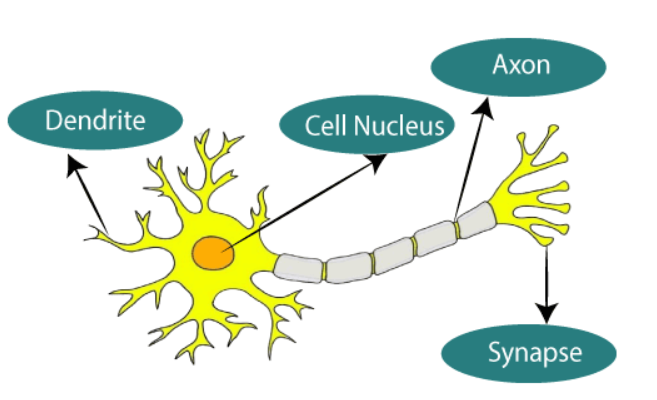 Axon
Dendrite
Cell Nucleus
Synapse